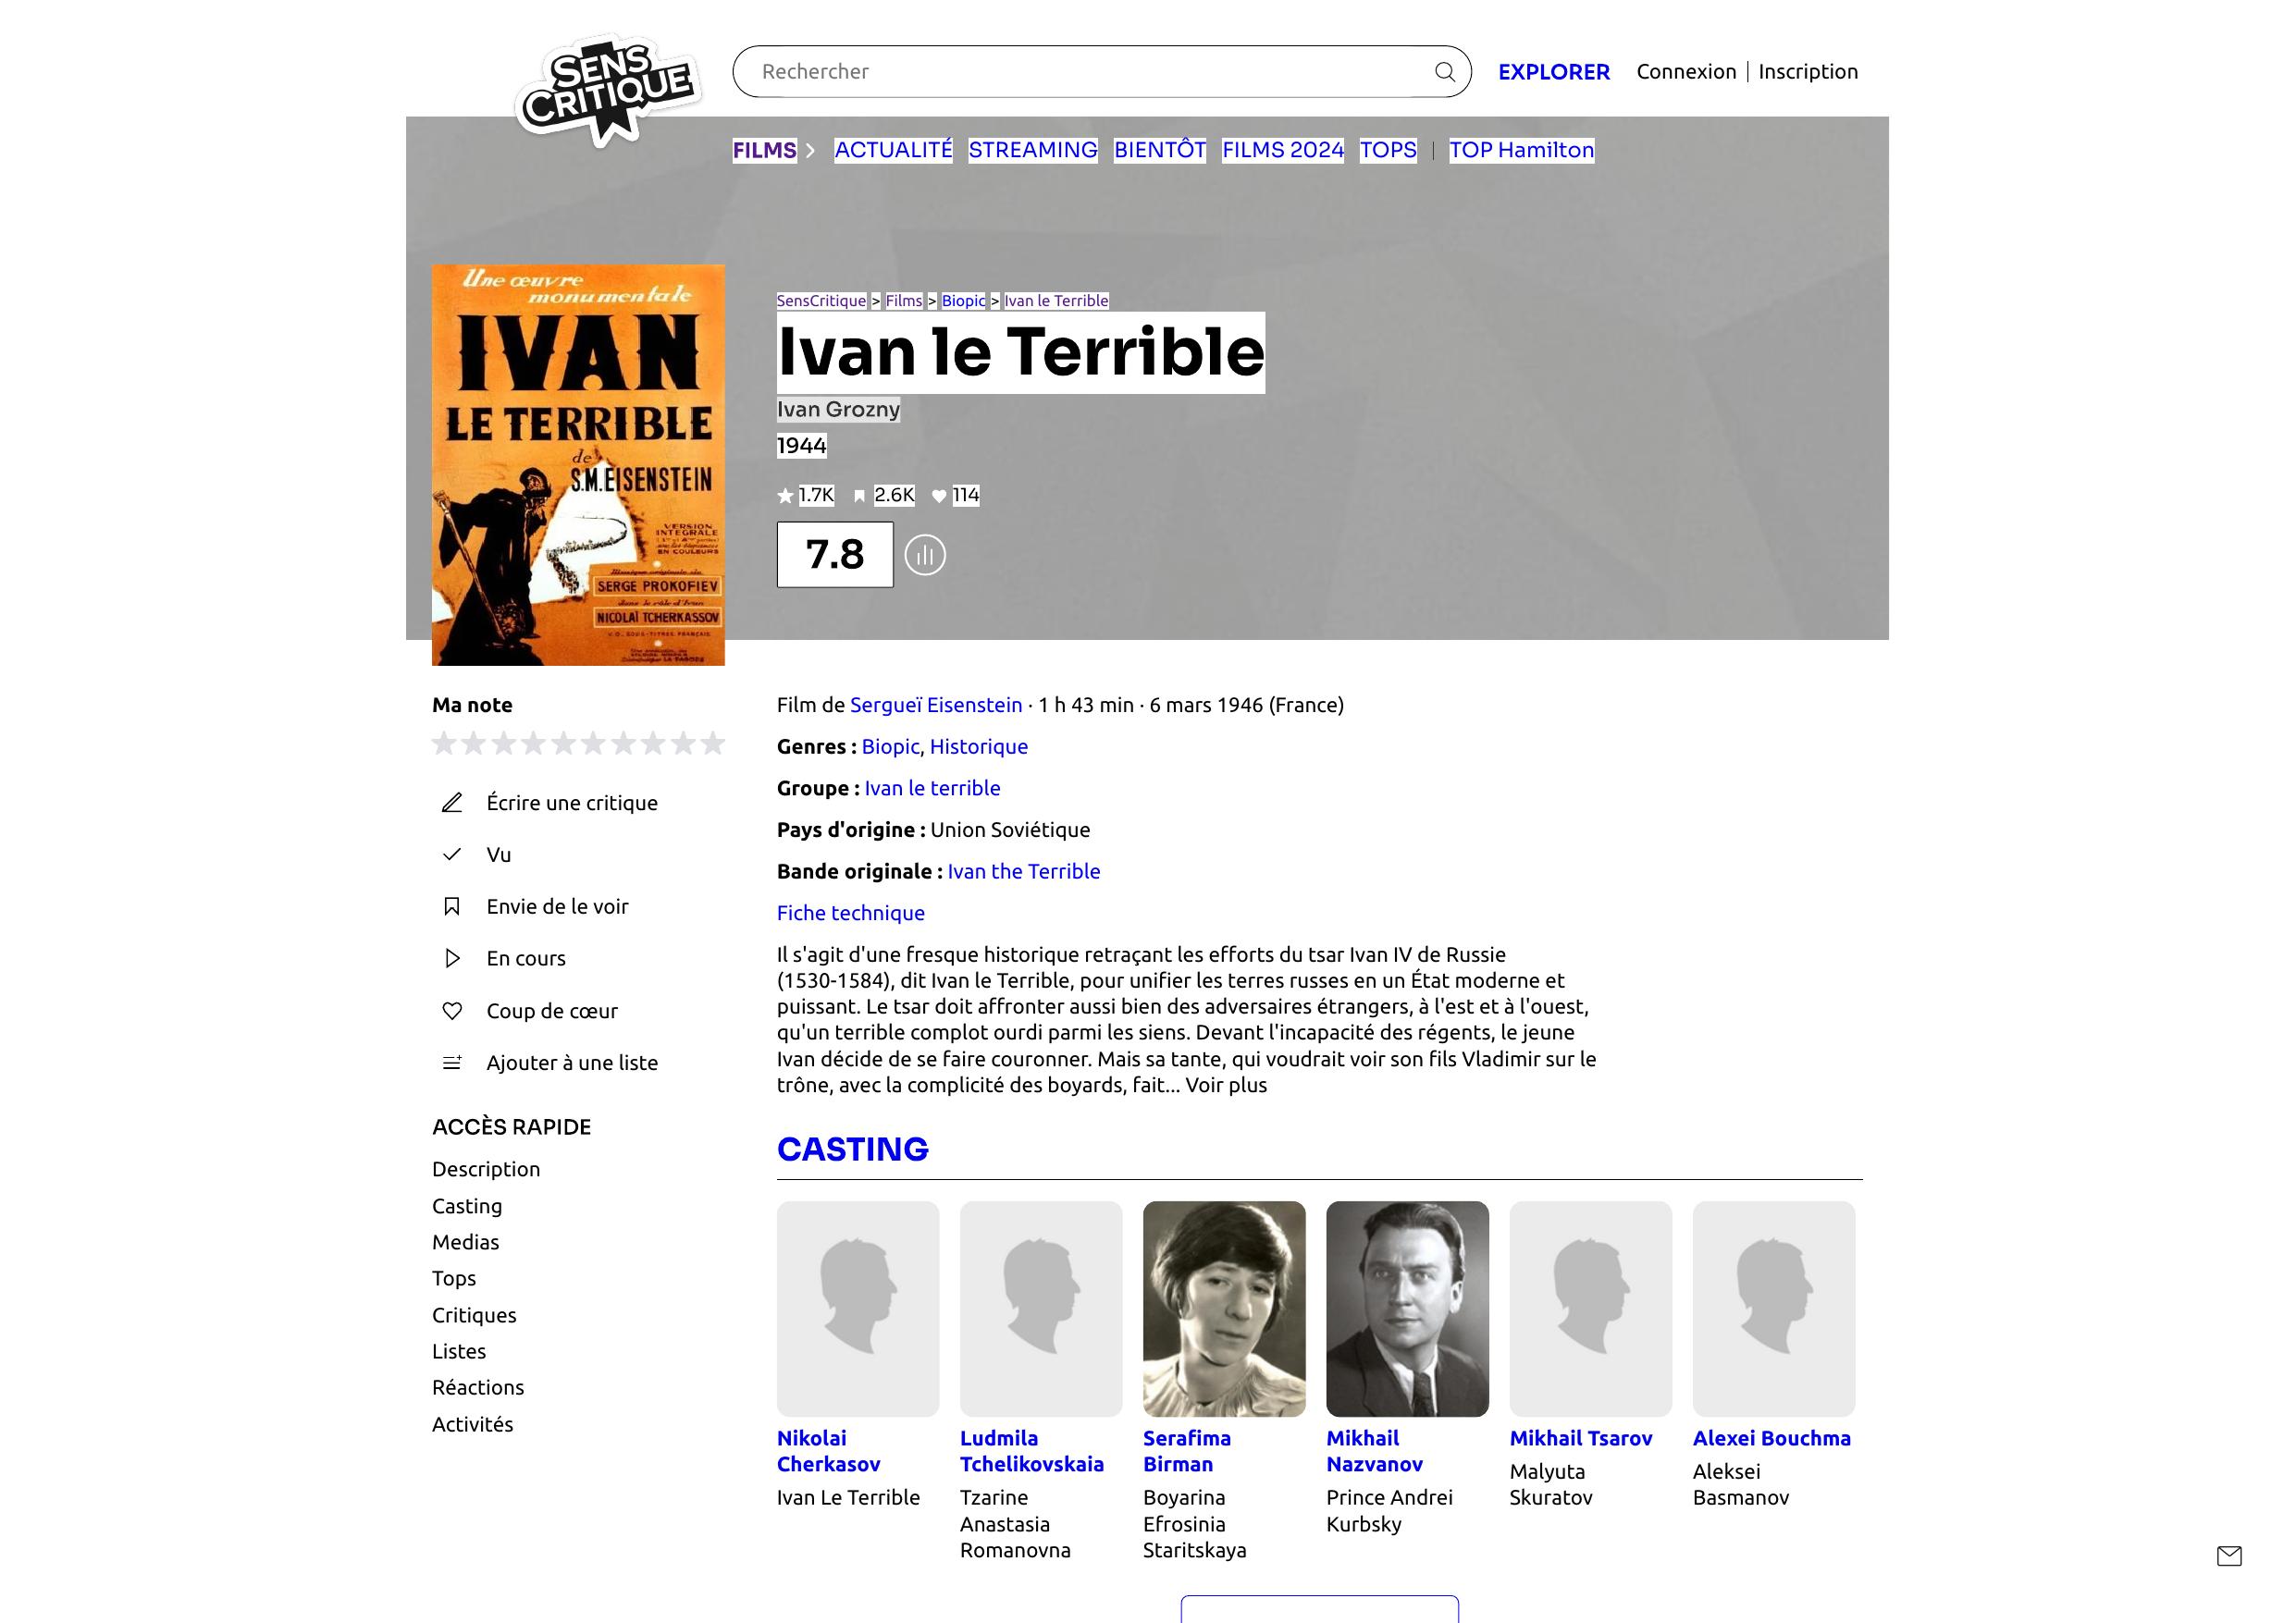 SENS
CRITIQUE
Rechercher
EXPLORER
Connexion
Inscription
FILMS
ACTUALITÉ
STREAMING
BIENTÔT
FILMS 2024
TOPS
TOP Hamilton
Une œuvre
monumentale
IVAN
LE TERRIBLE
de
S.M.EISENSTEIN
VERSION
INTÉGRALE
EN COULEURS
SERGE PROKOFIEV
dans le rôle d'Ivan
NICOLAÏ TCHERKASSOV
V.O. SOUS-TITRES FRANÇAIS
SensCritique > Films > Biopic > Ivan le Terrible
Ivan le Terrible
Ivan Grozny
1944
1.7K 2.6K 114
7.8
Ma note
Écrire une critique
Vu
Envie de le voir
En cours
Coup de cœur
Ajouter à une liste
ACCÈS RAPIDE
Description
Casting
Medias
Tops
Critiques
Listes
Réactions
Activités
Film de Sergueï Eisenstein · 1 h 43 min · 6 mars 1946 (France)
Genres : Biopic, Historique
Groupe : Ivan le terrible
Pays d'origine : Union Soviétique
Bande originale : Ivan the Terrible
Fiche technique
Il s'agit d'une fresque historique retraçant les efforts du tsar Ivan IV de Russie
(1530-1584), dit Ivan le Terrible, pour unifier les terres russes en un État moderne et
puissant. Le tsar doit affronter aussi bien des adversaires étrangers, à l'est et à l'ouest,
qu'un terrible complot ourdi parmi les siens. Devant l'incapacité des régents, le jeune
Ivan décide de se faire couronner. Mais sa tante, qui voudrait voir son fils Vladimir sur le
trône, avec la complicité des boyards, fait... Voir plus
CASTING
Nikolai
Cherkasov
Ivan Le Terrible
Ludmila
Tchelikovskaia
Tzarine
Anastasia
Romanovna
Serafima
Birman
Boyarina
Efrosinia
Staritskaya
Mikhail
Nazvanov
Prince Andrei
Kurbsky
Mikhail Tsarov
Malyuta
Skuratov
Alexei Bouchma
Aleksei
Basmanov